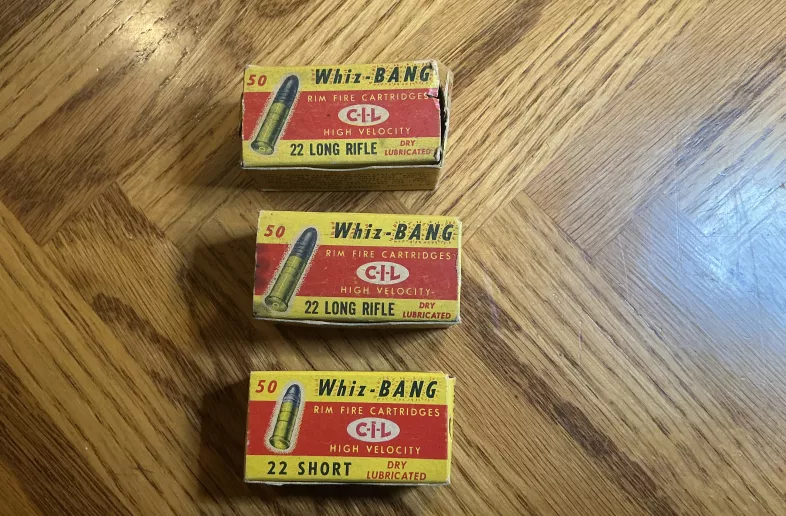 50 Whiz-BANG
RIM FIRE CARTRIDGES
C-I-L
HIGH VELOCITY
22 LONG RIFLE DRY LUBRICATED
50 Whiz-BANG
RIM FIRE CARTRIDGES
C-I-L
HIGH VELOCITY
22 LONG RIFLE DRY LUBRICATED
50 Whiz-BANG
RIM FIRE CARTRIDGES
C-I-L
HIGH VELOCITY
22 SHORT DRY LUBRICATED